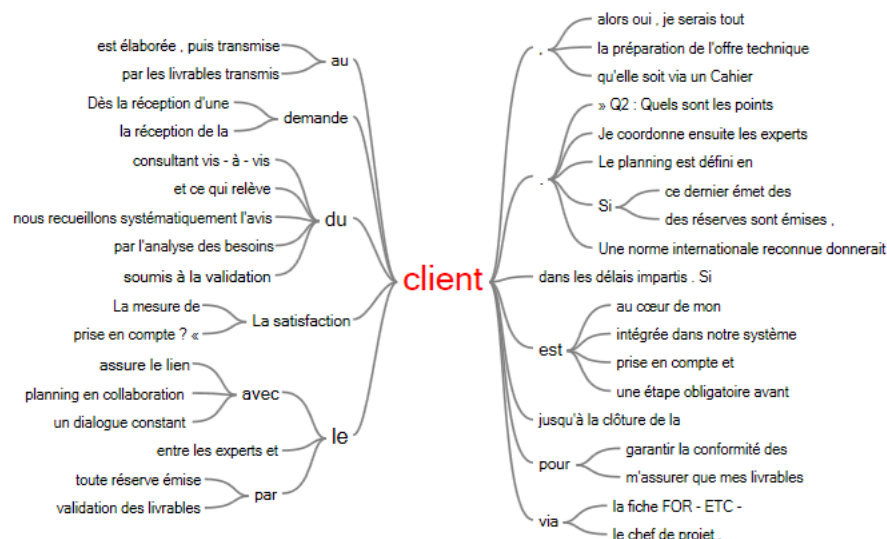 est élaborée , puis transmise
par les livrables transmis
au
Dès la réception d'une
la réception de la
demande
consultant vis - à - vis
et ce qui relève
nous recueillons systématiquement l'avis
par l'analyse des besoins
soumis à la validation
du
La mesure de
prise en compte ? «
La satisfaction
assure le lien
planning en collaboration
un dialogue constant
avec
entre les experts et
toute réserve émise
validation des livrables
par
le
client
,
alors oui , je serais tout
la préparation de l'offre technique
qu'elle soit via un Cahier
.
» Q2 : Quels sont les points
Je coordonne ensuite les experts
Le planning est défini en
Si
ce dernier émet des
des réserves sont émises ,
Une norme internationale reconnue donnerait
dans les délais impartis . Si
est
au cœur de mon
intégrée dans notre système
prise en compte et
une étape obligatoire avant
jusqu'à la clôture de la
pour
garantir la conformité des
m'assurer que mes livrables
via
la fiche FOR - ETC -
le chef de projet .